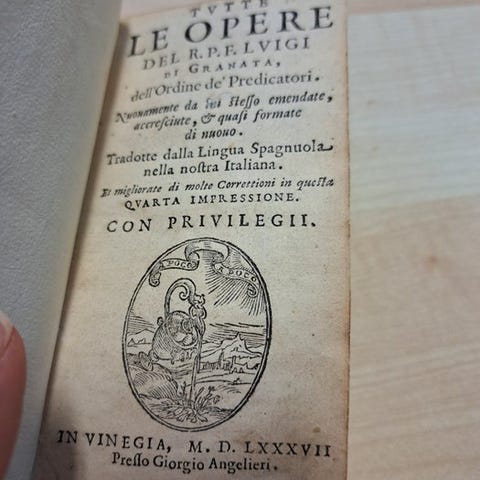 TVTTE
LE OPERE
DEL R.P.F. LVIGI
DI GRANATA,
dell'Ordine de' Predicatori.
Nuouamente da lui stesso emendate,
accresciute, & quasi formate
di nuouo.
Tradotte dalla Lingua Spagnuola
nella nostra Italiana.
Et migliorate di molte Correttioni in questa
QVARTA IMPRESSIONE.
CON PRIVILEGII.
A POCO A POCO
IN VINEGIA, M. D. LXXXVII
Presso Giorgio Angelieri.